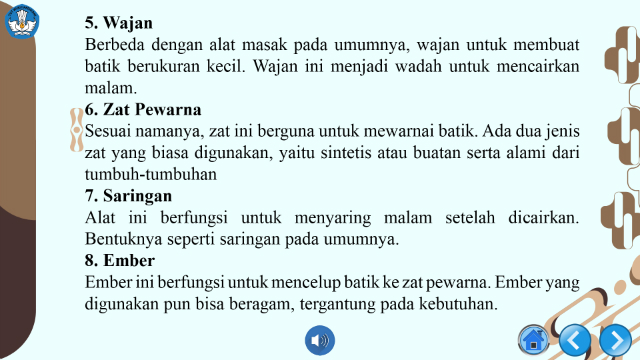 5. Wajan
Berbeda dengan alat masak pada umumnya, wajan untuk membuat
batik berukuran kecil. Wajan ini menjadi wadah untuk mencairkan
malam.
6. Zat Pewarna
Sesuai namanya, zat ini berguna untuk mewarnai batik. Ada dua jenis
zat yang biasa digunakan, yaitu sintetis atau buatan serta alami dari
tumbuh-tumbuhan
7. Saringan
Alat ini berfungsi untuk menyaring malam setelah dicairkan.
Bentuknya seperti saringan pada umumnya.
8. Ember
Ember ini berfungsi untuk mencelup batik ke zat pewarna. Ember yang
digunakan pun bisa beragam, tergantung pada kebutuhan.